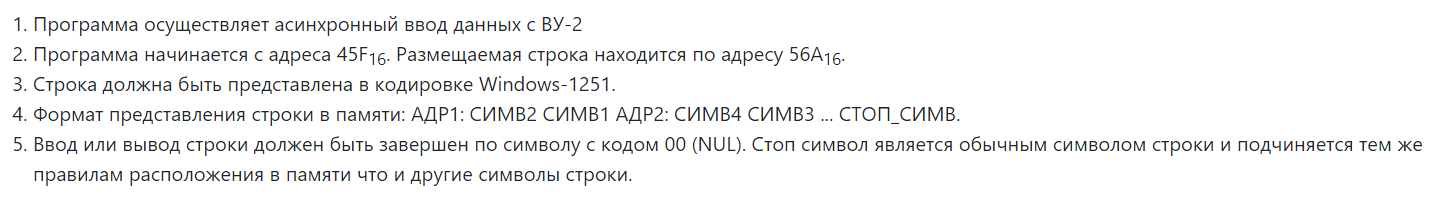 1. Программа осуществляет асинхронный ввод данных с ВУ-2
2. Программа начинается с адреса 45F16. Размещаемая строка находится по адресу 56A16.
3. Строка должна быть представлена в кодировке Windows-1251.
4. Формат представления строки в памяти: АДР1: СИМВ2 СИМВ1 АДР2: СИМВ4 СИМВ3 ... СТОП_СИМВ.
5. Ввод или вывод строки должен быть завершен по символу с кодом 00 (NUL). Стоп символ является обычным символом строки и подчиняется тем же
правилам расположения в памяти что и другие символы строки.